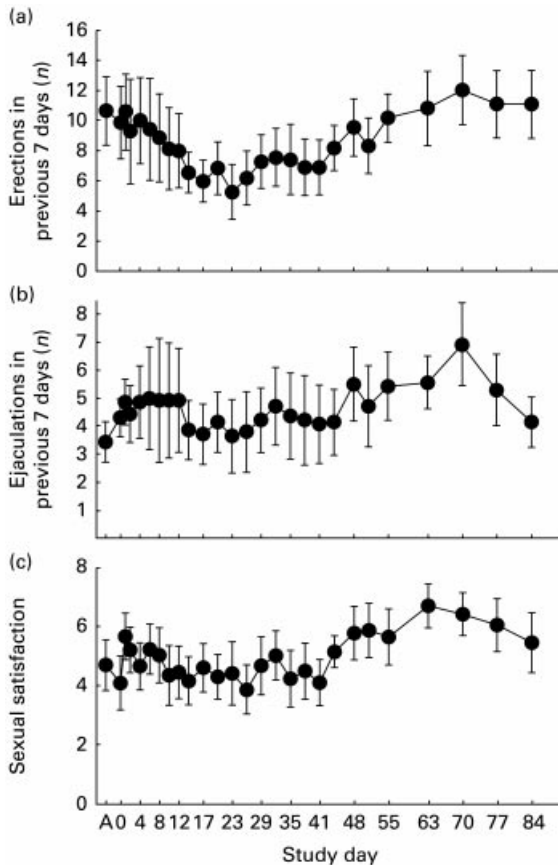 (a)
Erections in
previous 7 days (n)
16
14
12
10
8
6
4
2
0
(b)
Ejaculations in
previous 7 days (n)
8
7
6
5
4
3
2
1
(c)
Sexual satisfaction
8
6
4
2
0
A 0 4 8 12 17 23 29 35 41 48 55 63 70 77 84
Study day